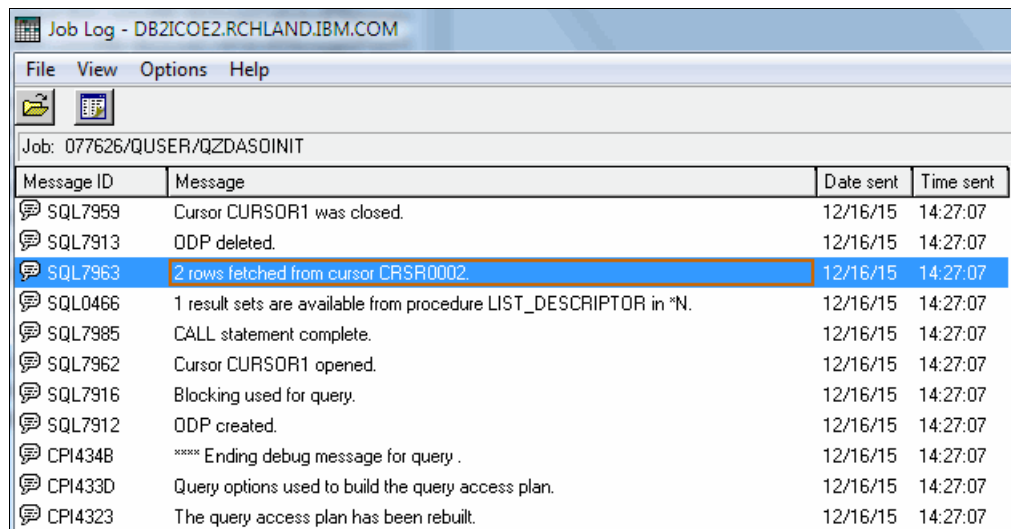 Job Log - DB2ICOE2.RCHLAND.IBM.COM
File View Options Help
Job: 077626/QUSER/QZDASOINIT
Message ID Message Date sent Time sent
SQL7959 Cursor CURSOR1 was closed. 12/16/15 14:27:07
SQL7913 ODP deleted. 12/16/15 14:27:07
SQL7963 2 rows fetched from cursor CRSR0002. 12/16/15 14:27:07
SQL0466 1 result sets are available from procedure LIST_DESCRIPTOR in *N. 12/16/15 14:27:07
SQL7985 CALL statement complete. 12/16/15 14:27:07
SQL7962 Cursor CURSOR1 opened. 12/16/15 14:27:07
SQL7916 Blocking used for query. 12/16/15 14:27:07
SQL7912 ODP created. 12/16/15 14:27:07
CPI434B **** Ending debug message for query . 12/16/15 14:27:07
CPI433D Query options used to build the query access plan. 12/16/15 14:27:07
CPI4323 The query access plan has been rebuilt. 12/16/15 14:27:07